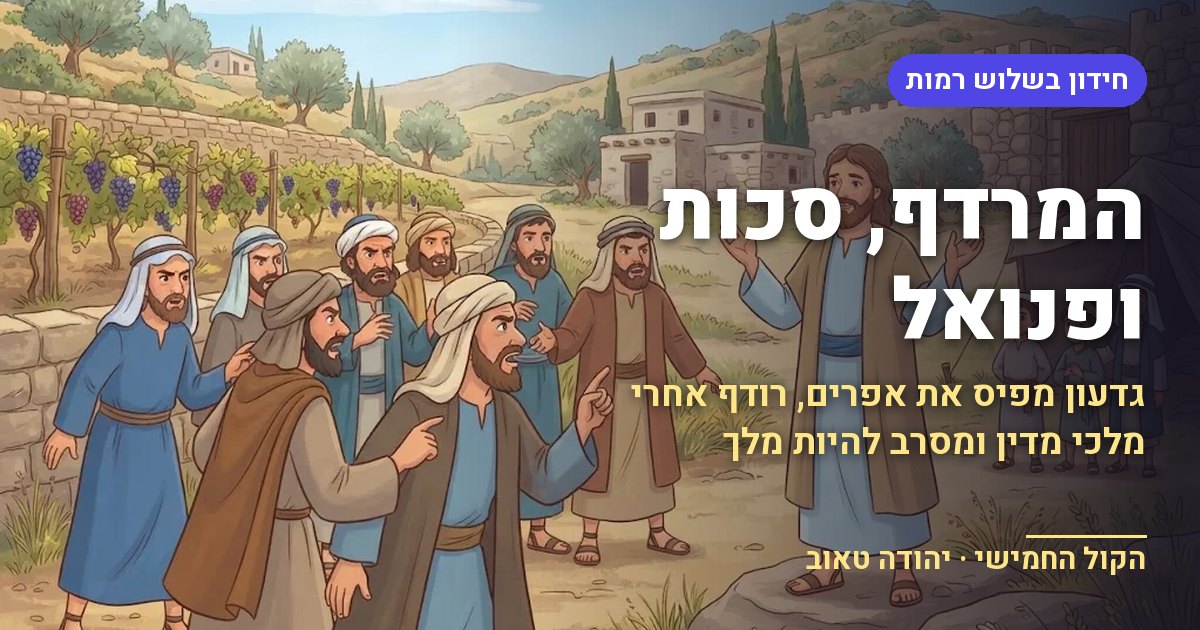 חידון בשלוש רמות
המרדף, סכות
ופנואל
גדעון מפיס את אפרים, רודף אחרי
מלכי מדין ומסרב להיות מלך
הקול החמישי · יהודה טאוב